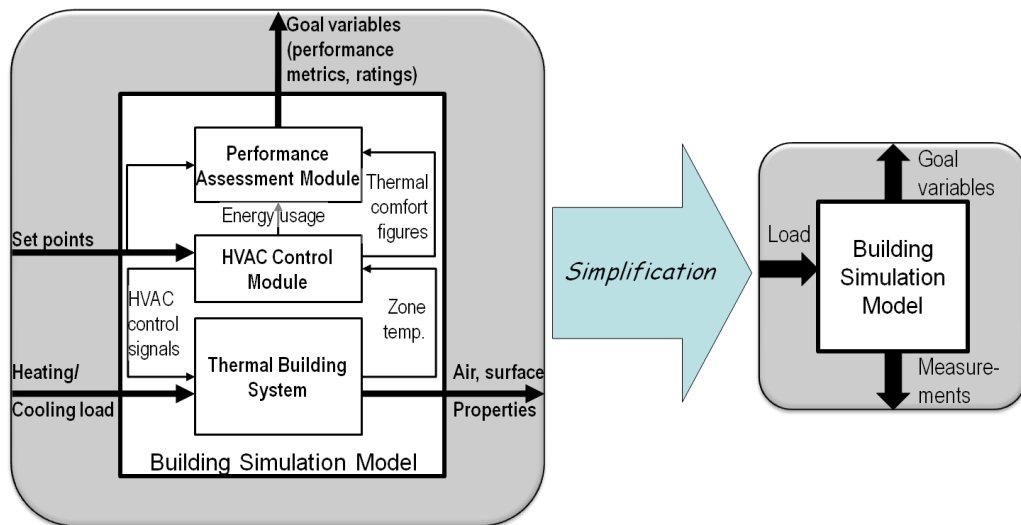 Goal variables
(performance
metrics, ratings)
Performance
Assessment Module
Thermal
comfort
figures
Energy usage
Set points
HVAC Control
Module
HVAC
control
signals
Zone
temp.
Heating/
Cooling load
Thermal Building
System
Air, surface
Properties
Building Simulation Model
Simplification
Goal
variables
Load
Building
Simulation
Model
Measure-
ments